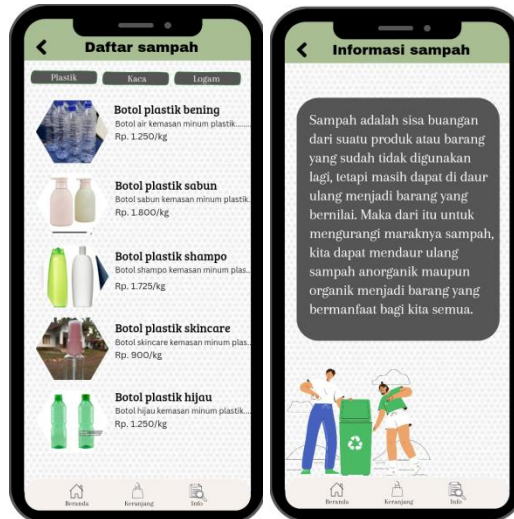 Daftar sampah
Plastik
Kaca
Logam
Botol plastik bening
Botol air kemasan minum plastik.........
Rp. 1.250/kg
Botol plastik sabun
Botol sabun kemasan minum plastik.
Rp. 1.800/kg
Botol plastik shampo
Botol shampo kemasan minum plas..
Rp. 1.725/kg
Botol plastik skincare
Botol skincare kemasan minum plas..
Rp. 900/kg
Botol plastik hijau
Botol hijau kemasan minum plastik....
Rp. 1.250/kg
Beranda
Keranjang
Info
Informasi sampah
Sampah adalah sisa buangan
dari suatu produk atau barang
yang sudah tidak digunakan
lagi, tetapi masih dapat di daur
ulang menjadi barang yang
bernilai. Maka dari itu untuk
mengurangi maraknya sampah,
kita dapat mendaur ulang
sampah anorganik maupun
organik menjadi barang yang
bermanfaat bagi kita semua.
Beranda
Keranjang
Info